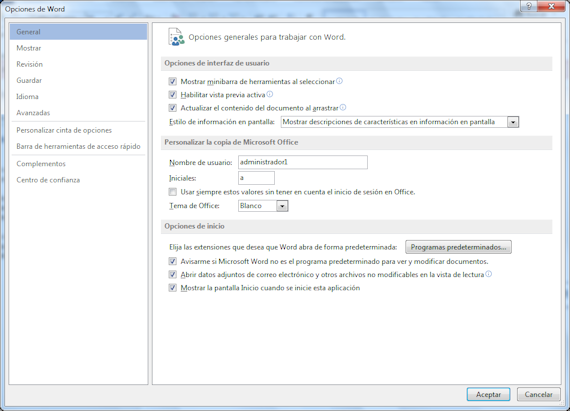 Opciones de Word
General
Mostrar
Revisión
Guardar
Idioma
Avanzadas
Personalizar cinta de opciones
Barra de herramientas de acceso rápido
Complementos
Centro de confianza
Opciones generales para trabajar con Word.
Opciones de interfaz de usuario
Mostrar minibarra de herramientas al seleccionar
Habilitar vista previa activa
Actualizar el contenido del documento al arrastrar
Estilo de información en pantalla: Mostrar descripciones de características en información en pantalla
Personalizar la copia de Microsoft Office
Nombre de usuario: administrador1
Iniciales: a
Usar siempre estos valores sin tener en cuenta el inicio de sesión en Office.
Tema de Office: Blanco
Opciones de inicio
Elija las extensiones que desea que Word abra de forma predeterminada: Programas predeterminados...
Avisarme si Microsoft Word no es el programa predeterminado para ver y modificar documentos.
Abrir datos adjuntos de correo electrónico y otros archivos no modificables en la vista de lectura
Mostrar la pantalla Inicio cuando se inicie esta aplicación
Aceptar Cancelar